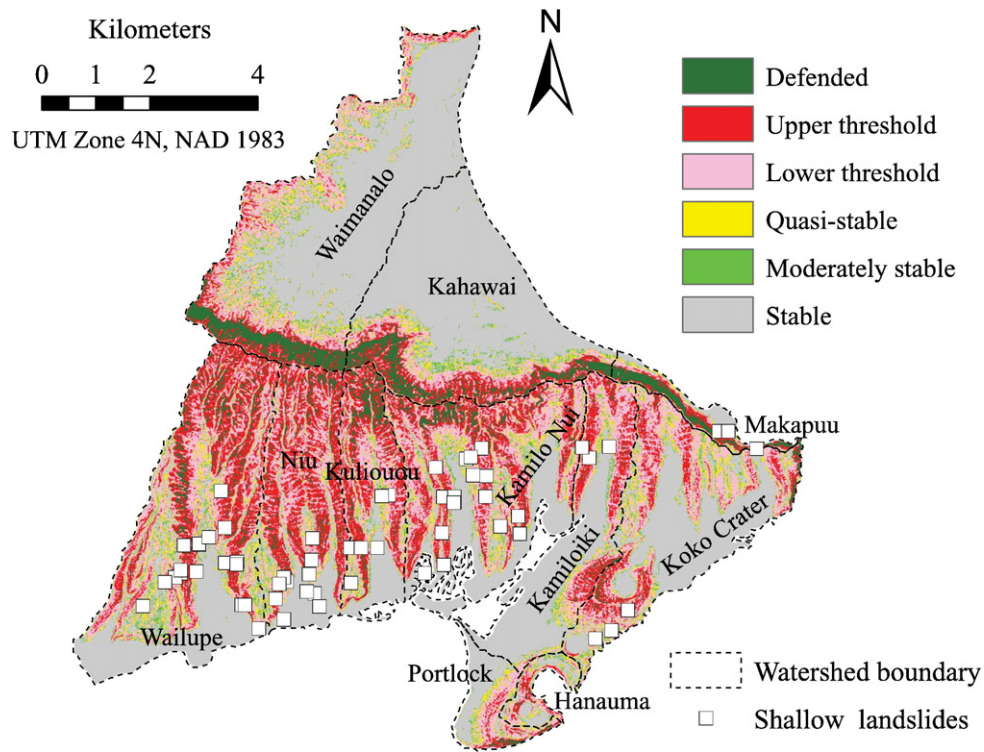 Kilometers
0 1 2 4
UTM Zone 4N, NAD 1983
N
Defended
Upper threshold
Lower threshold
Quasi-stable
Moderately stable
Stable
Waimanalo
Kahawai
Makapuu
Niu
Kuliouou
Kamilo Nui
Koko Crater
Kamiloiki
Wailupe
Portlock
Hanauma
Watershed boundary
Shallow landslides